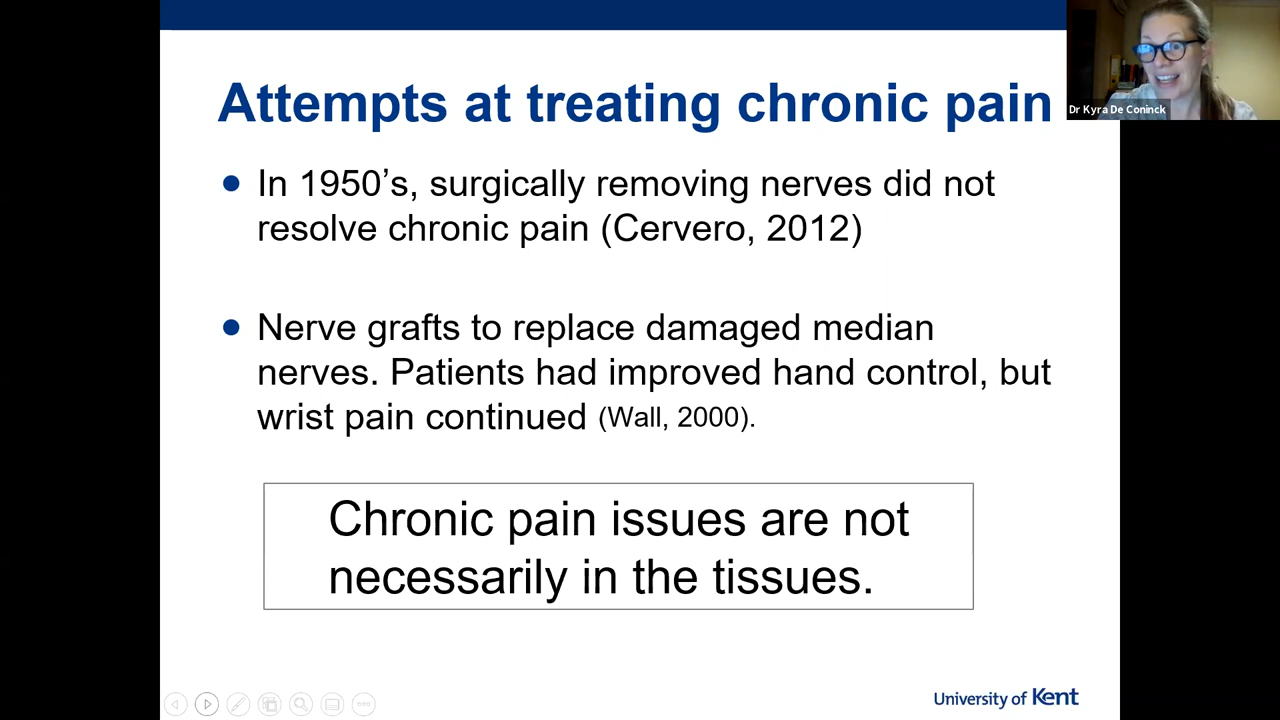 Attempts at treating chronic pain
Dr Kyra De Coninck
● In 1950’s, surgically removing nerves did not
resolve chronic pain (Cervero, 2012)
● Nerve grafts to replace damaged median
nerves. Patients had improved hand control, but
wrist pain continued (Wall, 2000).
Chronic pain issues are not
necessarily in the tissues.
University of Kent